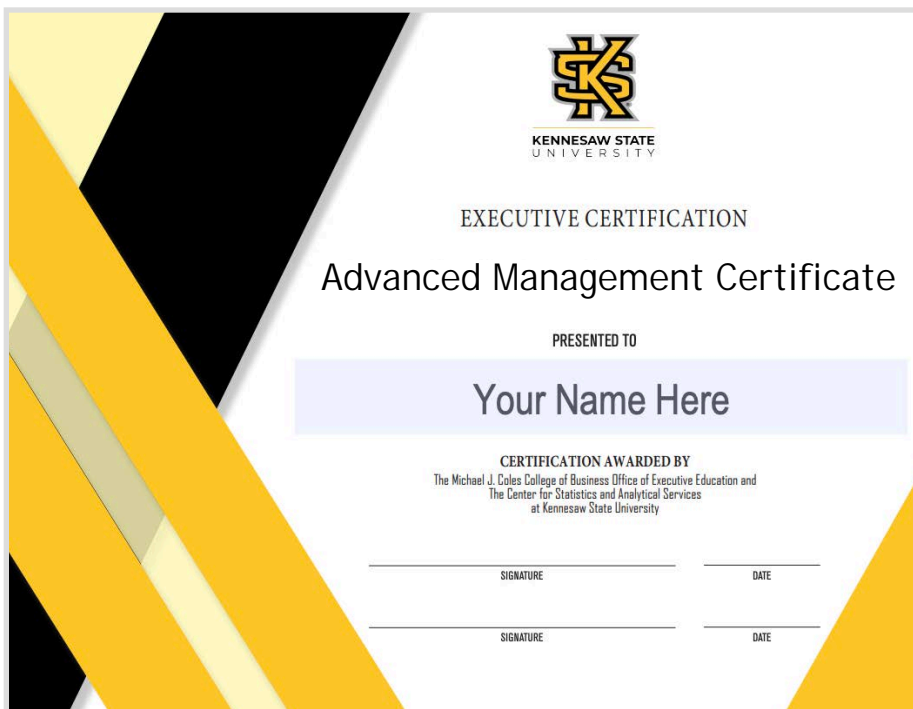 KS
KENNESAW STATE
UNIVERSITY
EXECUTIVE CERTIFICATION
Advanced Management Certificate
PRESENTED TO
Your Name Here
CERTIFICATION AWARDED BY
The Michael J. Coles College of Business Office of Executive Education and
The Center for Statistics and Analytical Services
at Kennesaw State University
SIGNATURE DATE
SIGNATURE DATE